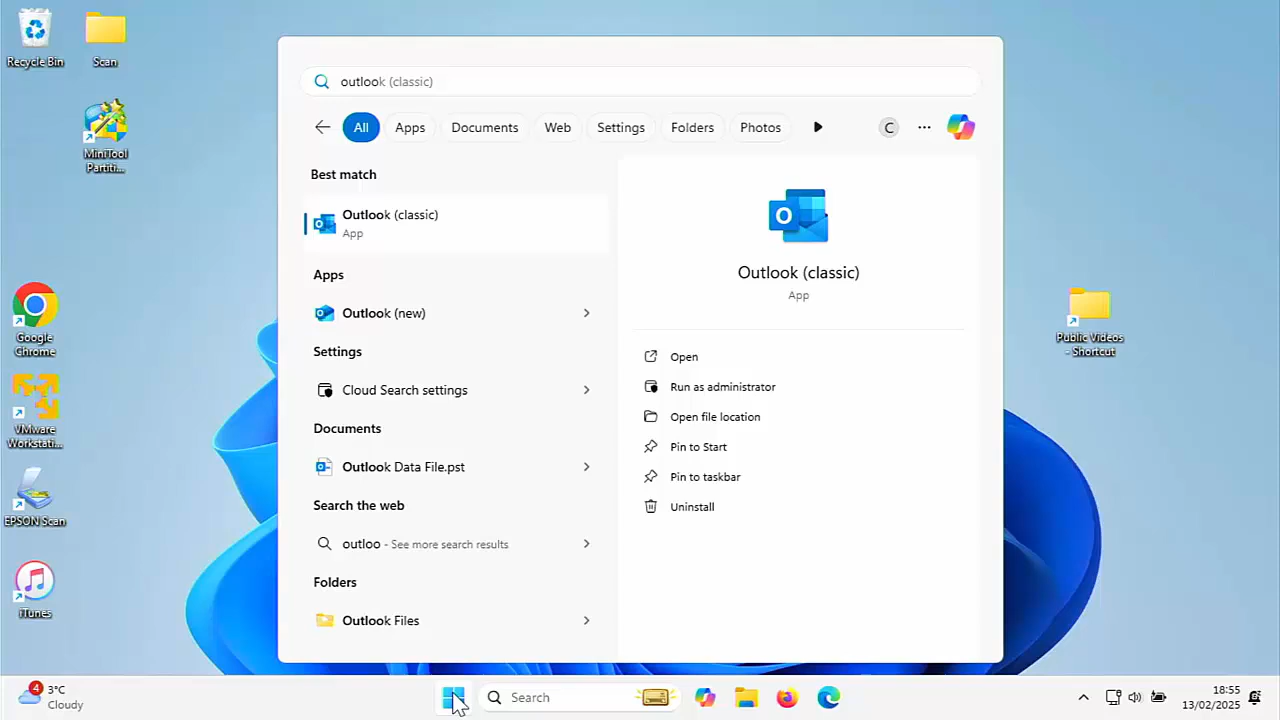 Recycle Bin
Scan
MiniTool
Partiti...
Google
Chrome
VMware
Workstati...
EPSON Scan
iTunes
outlook (classic)
All
Apps
Documents
Web
Settings
Folders
Photos
C
Best match
Outlook (classic)
App
Apps
Outlook (new)
Settings
Cloud Search settings
Documents
Outlook Data File.pst
Search the web
outloo - See more search results
Folders
Outlook Files
Outlook (classic)
App
Open
Run as administrator
Open file location
Pin to Start
Pin to taskbar
Uninstall
Public Videos
- Shortcut
4
3°C
Cloudy
Search
18:55
13/02/2025